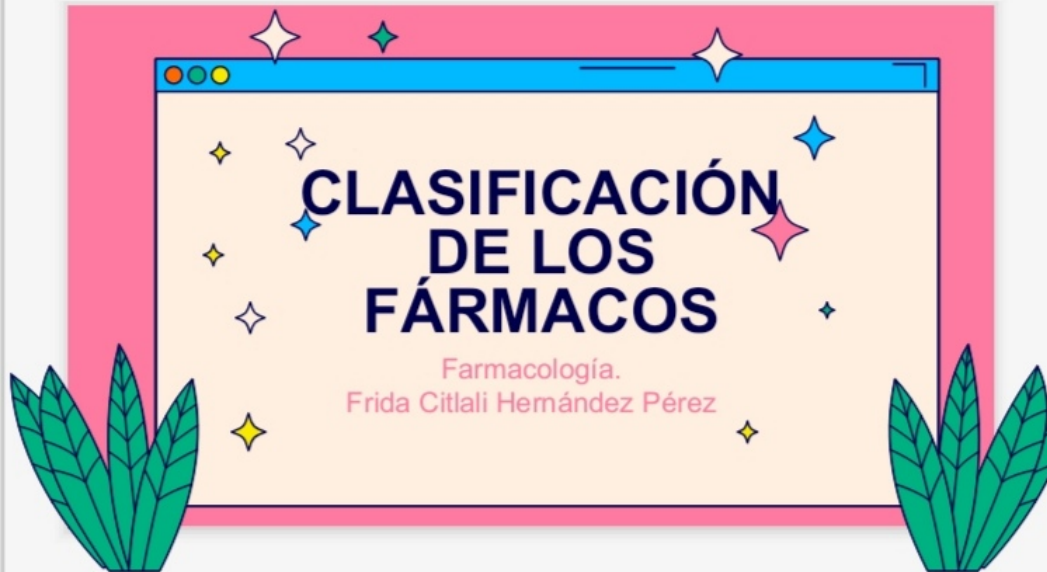 CLASIFICACIÓN
DE LOS
FÁRMACOS
Farmacología.
Frida Citlali Hernández Pérez